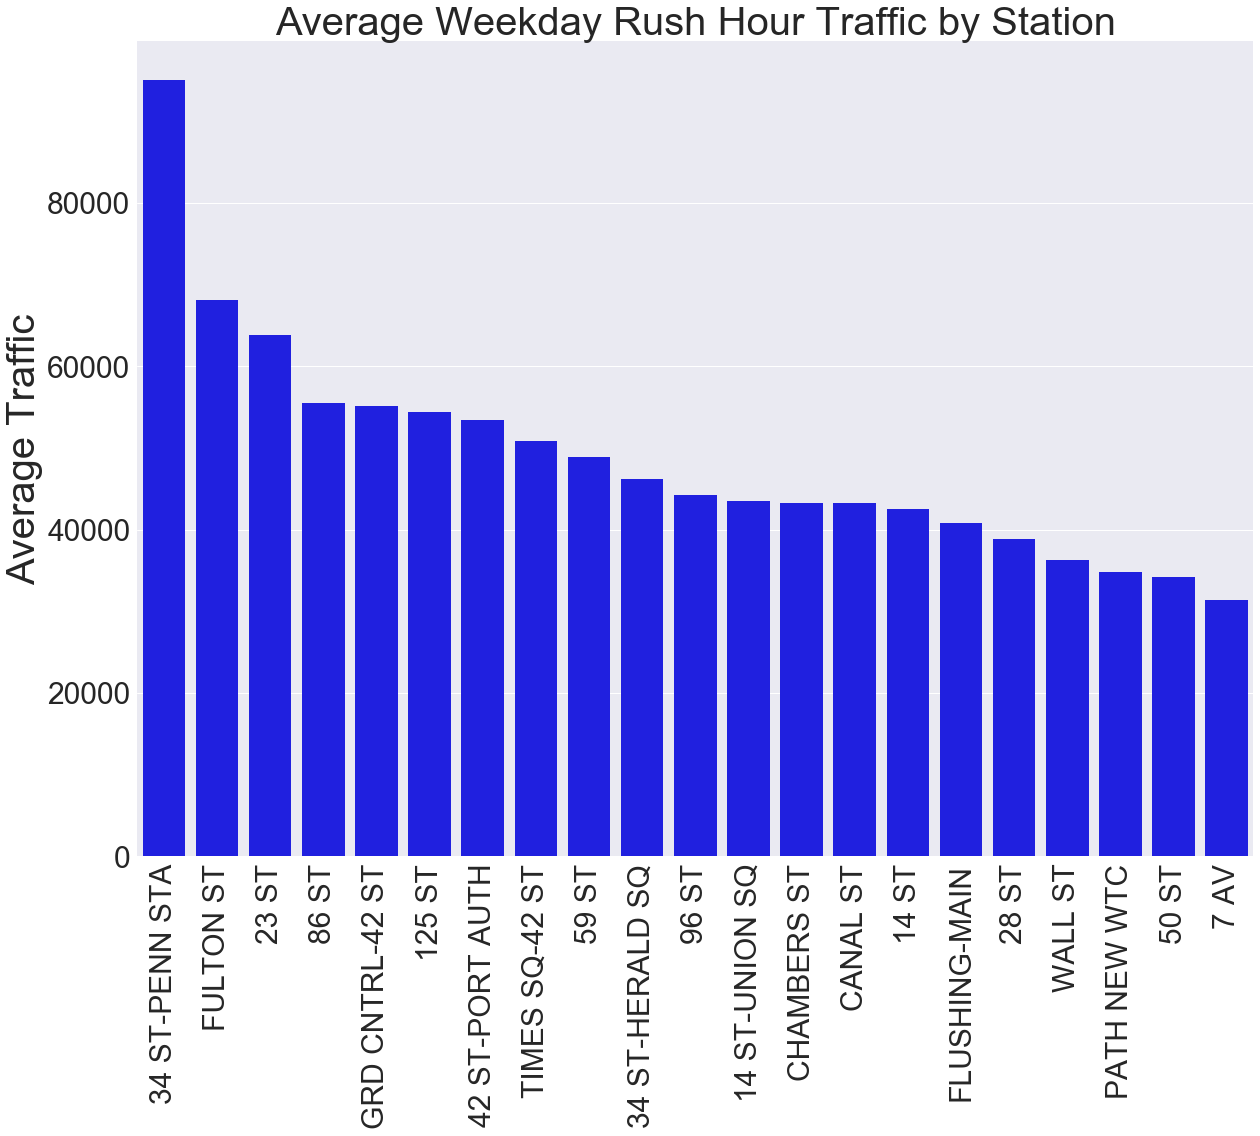 Average Weekday Rush Hour Traffic by Station
Average Traffic
80000
60000
40000
20000
0
34 ST-PENN STA
FULTON ST
23 ST
86 ST
GRD CNTRL-42 ST
125 ST
42 ST-PORT AUTH
TIMES SQ-42 ST
59 ST
34 ST-HERALD SQ
96 ST
14 ST-UNION SQ
CHAMBERS ST
CANAL ST
14 ST
FLUSHING-MAIN
28 ST
WALL ST
PATH NEW WTC
50 ST
7 AV